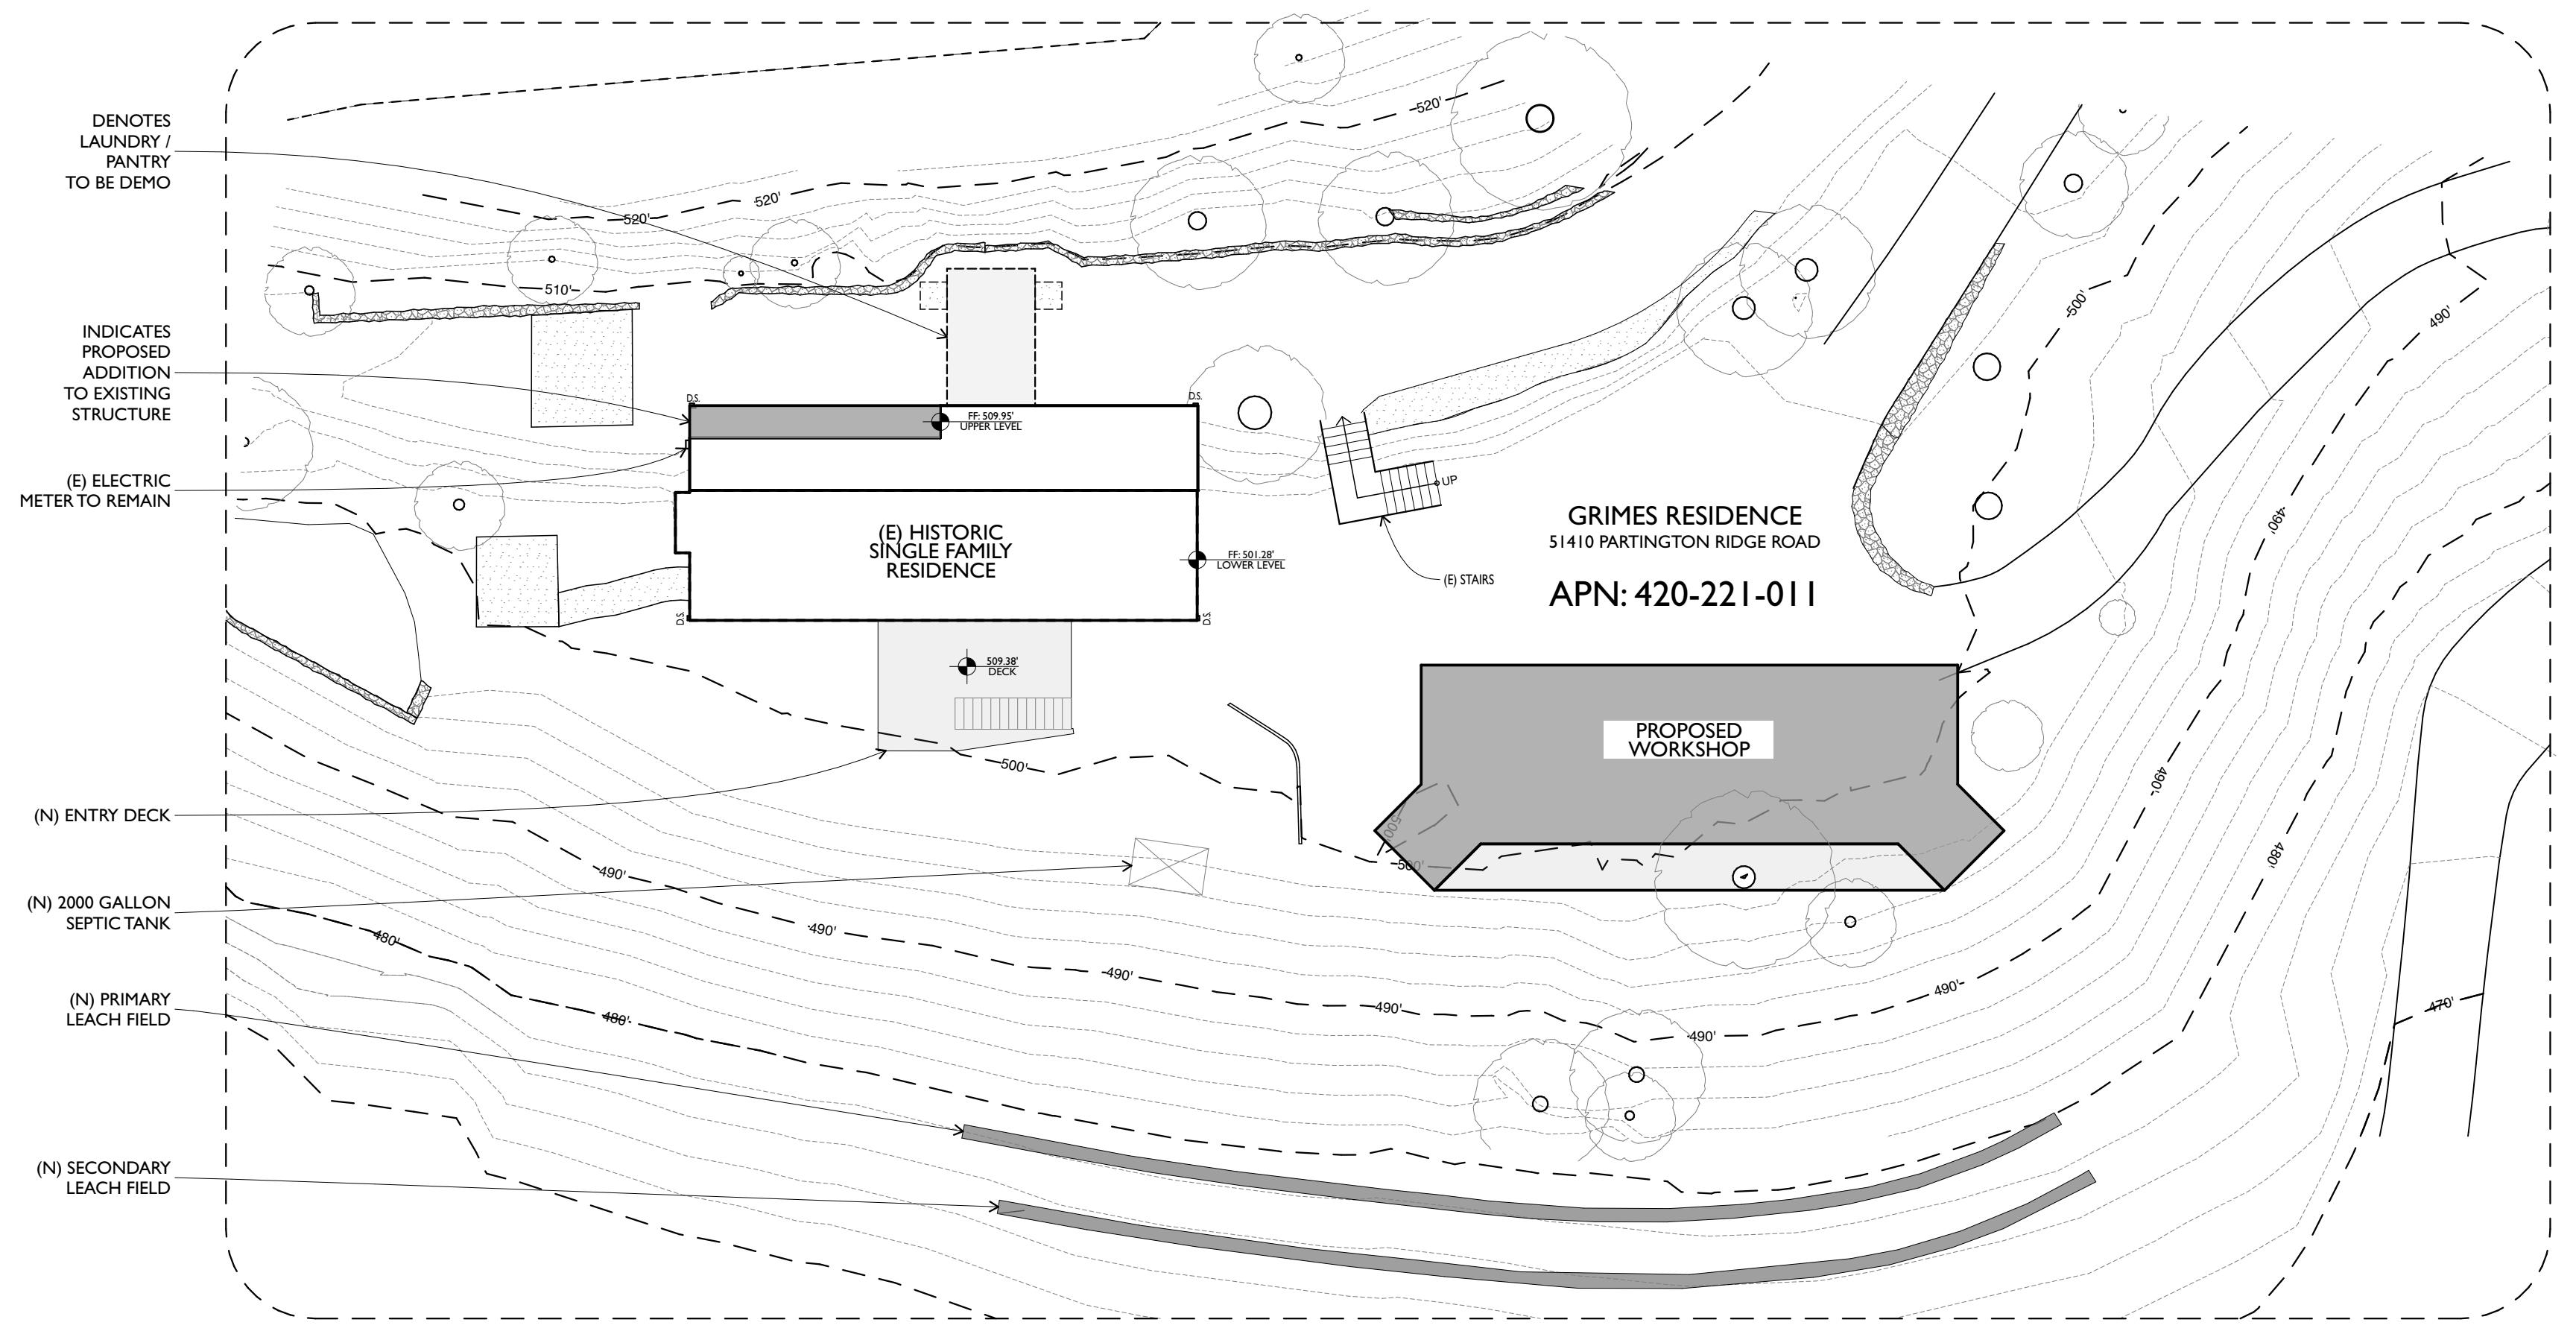 520'
DENOTES
LAUNDRY /
PANTRY
TO BE DEMO
520'
520'
510'
500'
490'
INDICATES
PROPOSED
ADDITION
TO EXISTING
STRUCTURE
D.S.
D.S.
FF: 509.95'
UPPER LEVEL
(E) ELECTRIC
METER TO REMAIN
UP
GRIMES RESIDENCE
51410 PARTINGTON RIDGE ROAD
APN: 420-221-011
(E) HISTORIC
SINGLE FAMILY
RESIDENCE
FF: 501.28'
LOWER LEVEL
(E) STAIRS
490'
D.S.
D.S.
509.38'
DECK
PROPOSED
WORKSHOP
500'
490'
(N) ENTRY DECK
500'
500'
480'
490'
(N) 2000 GALLON
SEPTIC TANK
490'
480'
490'
490'
490'
490'
470'
(N) PRIMARY
LEACH FIELD
480'
(N) SECONDARY
LEACH FIELD